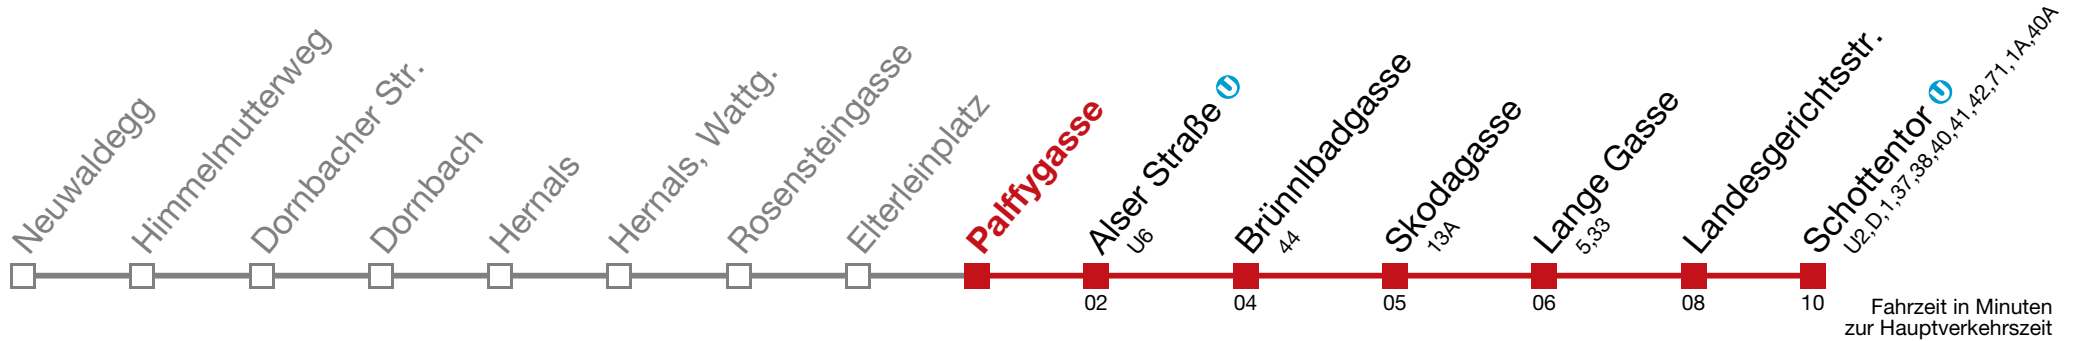 Neuwaldegg
Himmelmutterweg
Dornbacher Str.
Dornbach
Hernals
Hernals, Wattg.
Rosensteingasse
Elterleinplatz
Palffygasse
Alser Straße U
U6
Brünnlbadgasse
44
Skodagasse
13A
Lange Gasse
5,33
Landesgerichtsstr.
Schottentor U
U2,D,1,37,38,40,41,42,71,1A,40A
02
04
05
06
08
10
Fahrzeit in Minuten
zur Hauptverkehrszeit